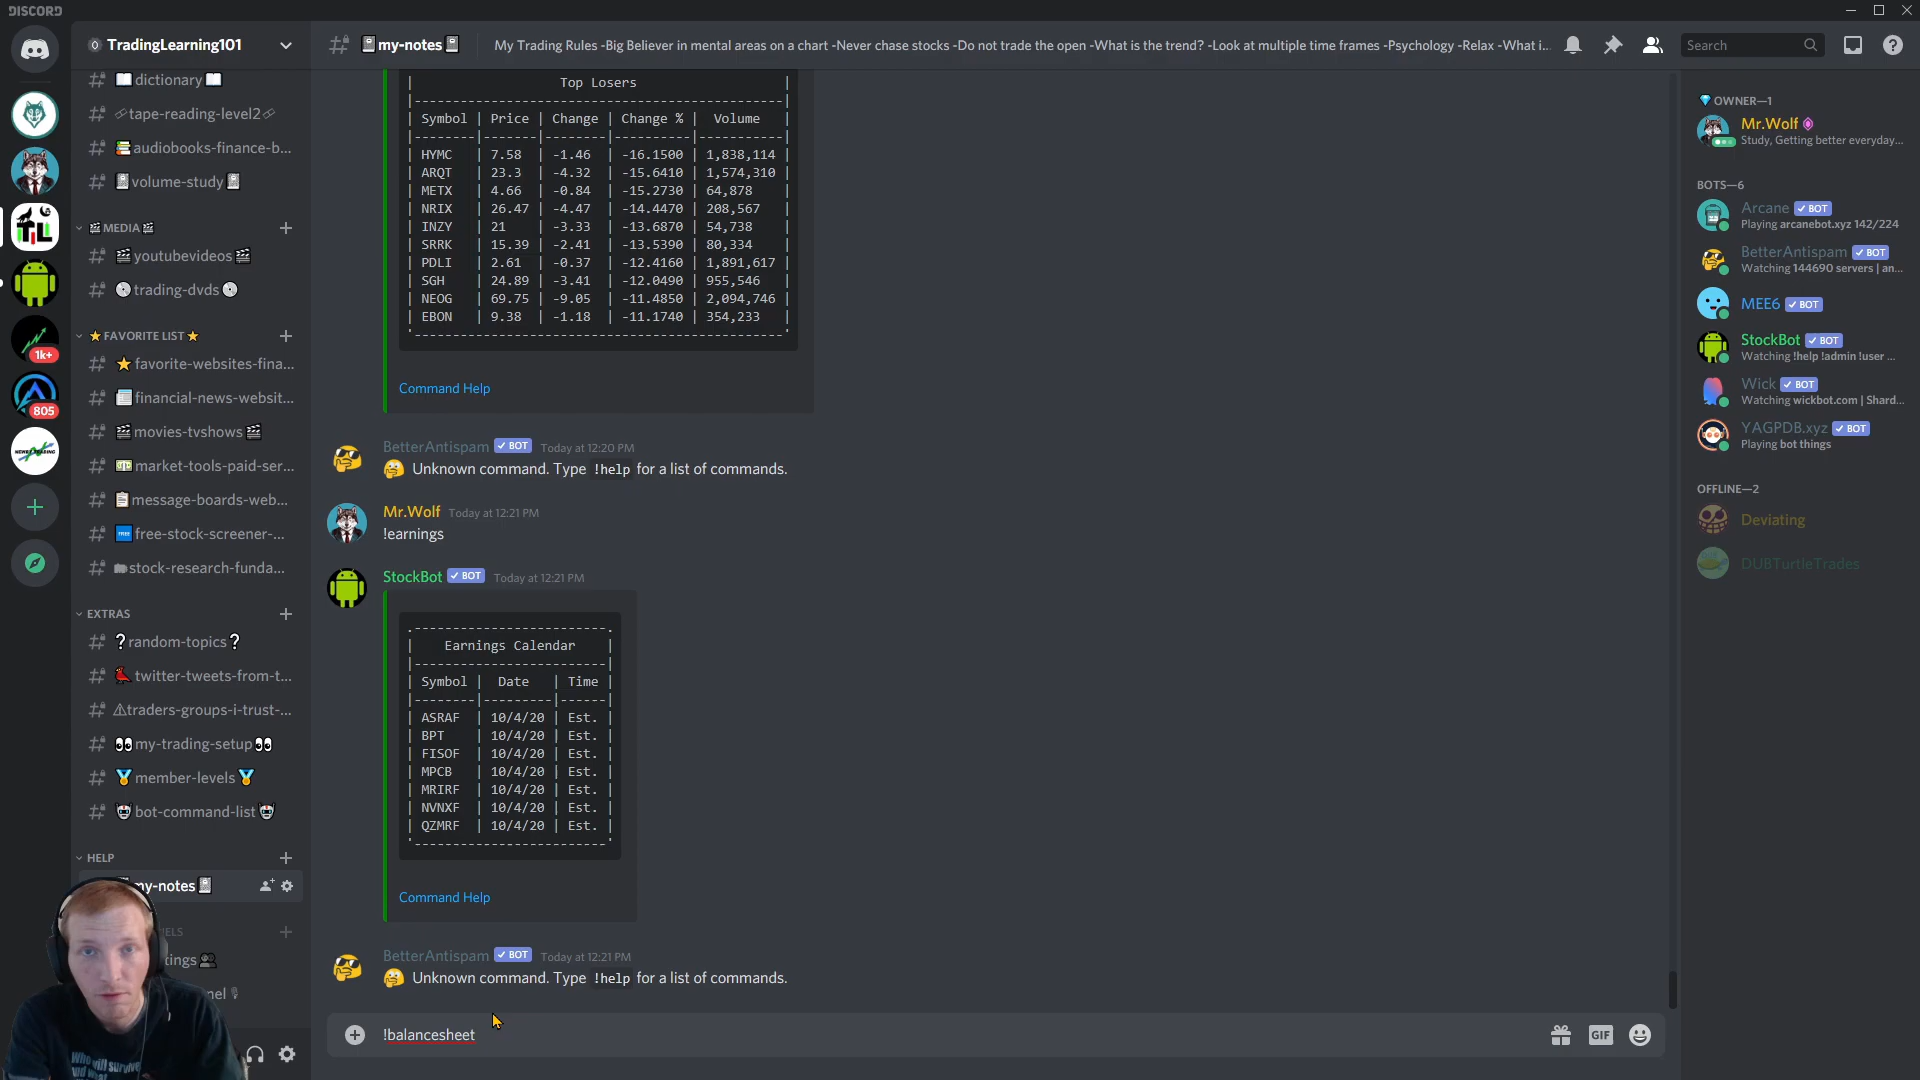 DISCORD
TradingLearning101
my-notes
My Trading Rules -Big Believer in mental areas on a chart -Never chase stocks -Do not trade the open -What is the trend? -Look at multiple time frames -Psychology -Relax -What i...
Search
dictionary
tape-reading-level2
audiobooks-finance-b...
volume-study
MEDIA
youtubevideos
trading-dvds
FAVORITE LIST
favorite-websites-fina...
financial-news-websit...
movies-tvshows
market-tools-paid-ser...
message-boards-web...
free-stock-screener-...
stock-research-funda...
EXTRAS
?random-topics?
twitter-tweets-from-t...
traders-groups-i-trust-...
my-trading-setup
member-levels
bot-command-list
HELP
my-notes
1k+
805
Top Losers
| Symbol | Price | Change | Change % | Volume |
| HYMC | 7.58 | -1.46 | -16.1500 | 1,838,114 |
| ARQT | 23.3 | -4.32 | -15.6410 | 1,574,310 |
| METX | 4.66 | -0.84 | -15.2730 | 64,878 |
| NRIX | 26.47 | -4.47 | -14.4470 | 208,567 |
| INZY | 21 | -3.33 | -13.6870 | 54,738 |
| SRRK | 15.39 | -2.41 | -13.5390 | 80,334 |
| PDLI | 2.61 | -0.37 | -12.4160 | 1,891,617 |
| SGH | 24.89 | -3.41 | -12.0490 | 955,546 |
| NEOG | 69.75 | -9.05 | -11.4850 | 2,094,746 |
| EBON | 9.38 | -1.18 | -11.1740 | 354,233 |
Command Help
BetterAntispam ✓ BOT Today at 12:20 PM
Unknown command. Type !help for a list of commands.
Mr.Wolf Today at 12:21 PM
!earnings
StockBot ✓ BOT Today at 12:21 PM
Earnings Calendar
| Symbol | Date | Time |
| ASRAF | 10/4/20 | Est. |
| BPT | 10/4/20 | Est. |
| FISOF | 10/4/20 | Est. |
| MPCB | 10/4/20 | Est. |
| MRIRF | 10/4/20 | Est. |
| NVNXF | 10/4/20 | Est. |
| QZMRF | 10/4/20 | Est. |
Command Help
BetterAntispam ✓ BOT Today at 12:21 PM
Unknown command. Type !help for a list of commands.
!balancesheet
GIF
OWNER—1
Mr.Wolf
Study, Getting better everyday...
BOTS—6
Arcane ✓ BOT
Playing arcanebot.xyz 142/224
BetterAntispam ✓ BOT
Watching 144690 servers | an...
MEE6 ✓ BOT
StockBot ✓ BOT
Watching !help !admin !user ...
Wick ✓ BOT
Watching wickbot.com | Shard...
YAGPDB.xyz ✓ BOT
Playing bot things
OFFLINE—2
Deviating
DUBTurtleTrades